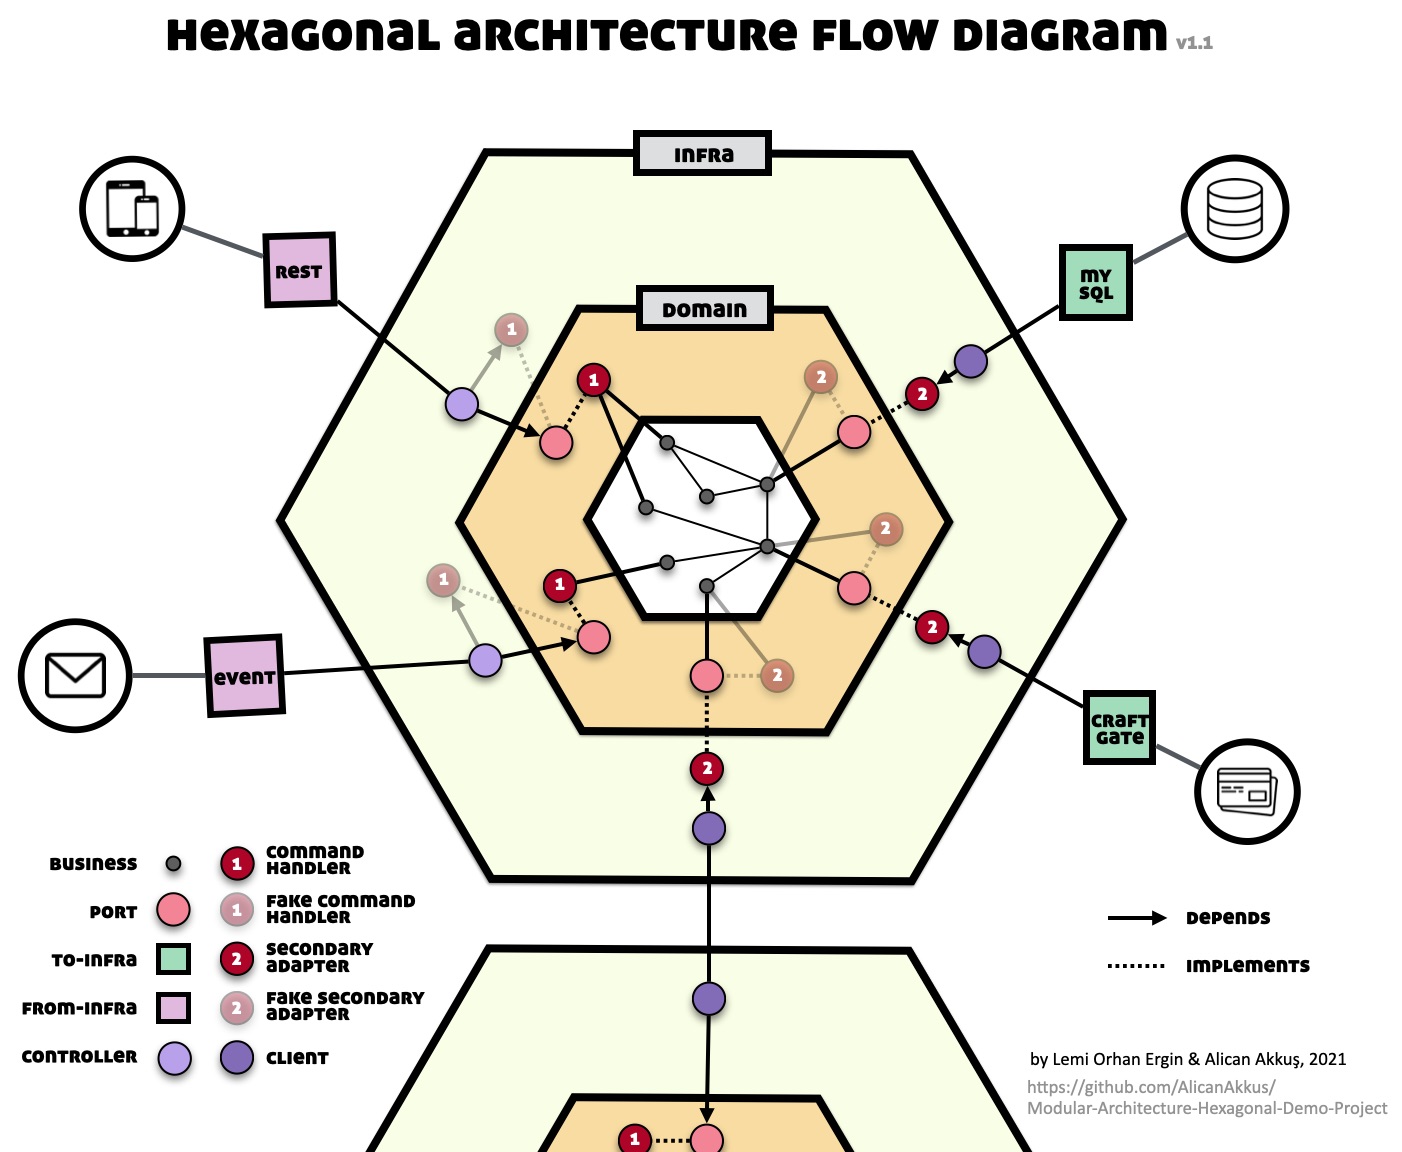 Hexagonal Architecture Flow Diagram v1.1
Infra
Domain
Rest
My
SQL
1
1
2
2
2
1
1
2
Event
2
2
Craft
Gate
2
Business
1
Command
Handler
Port
1
Fake Command
Handler
To-Infra
2
Secondary
Adapter
From-Infra
2
Fake Secondary
Adapter
Controller
Client
Depends
Implements
by Lemi Orhan Ergin & Alican Akkuş, 2021
https://github.com/AlicanAkkus/
Modular-Architecture-Hexagonal-Demo-Project
1